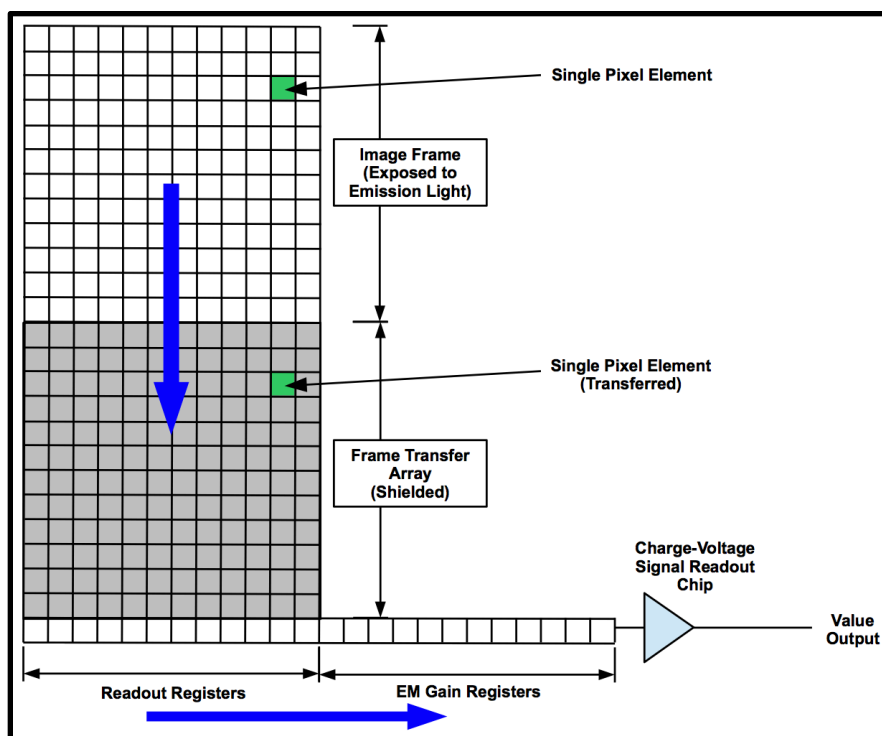 Single Pixel Element
Image Frame
(Exposed to
Emission Light)
Single Pixel Element
(Transferred)
Frame Transfer
Array
(Shielded)
Charge-Voltage
Signal Readout
Chip
Value
Output
Readout Registers
EM Gain Registers